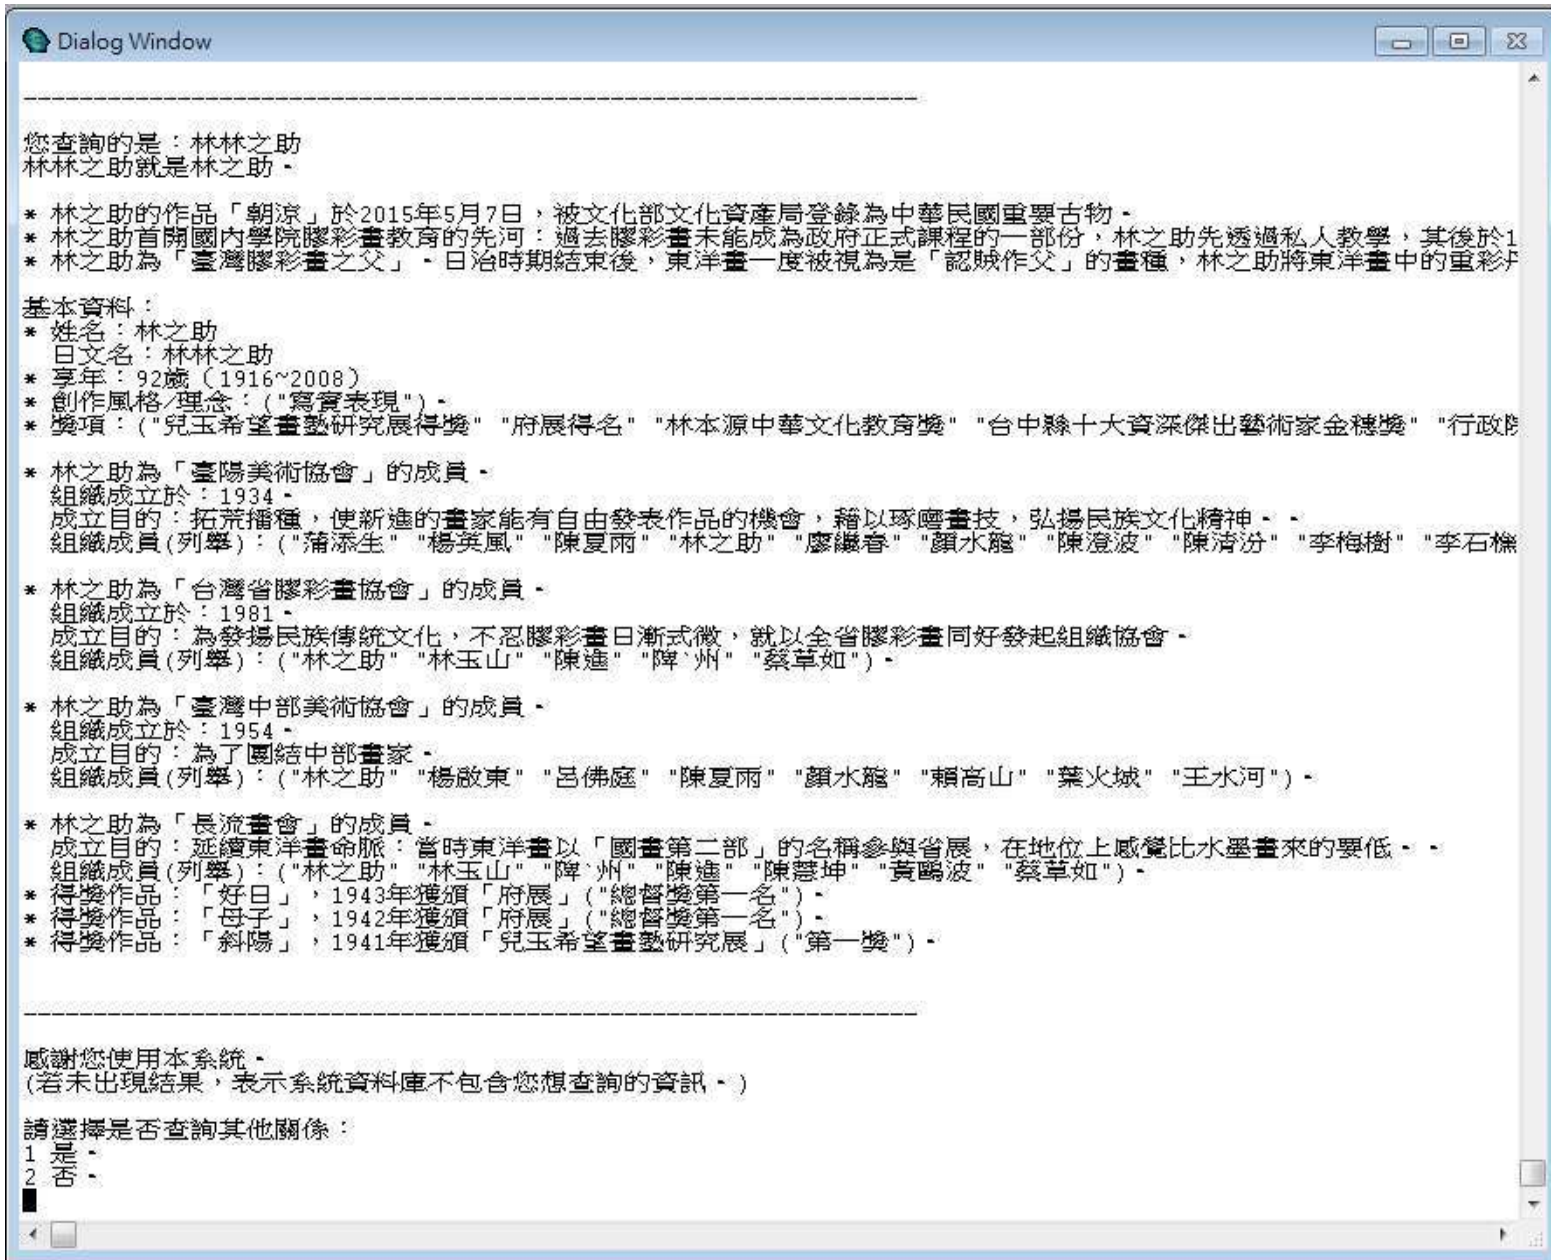 Dialog Window
------------------------------------------------------------
您查詢的是：林林之助
林林之助就是林之助。
* 林之助的作品「朝涼」於2015年5月7日，被文化部文化資產局登錄為中華民國重要古物。
* 林之助首開國內學院膠彩畫教育的先河：過去膠彩畫未能成為政府正式課程的一部份，林之助先透過私人教學，其後於1
* 林之助為「臺灣膠彩畫之父」。日治時期結束後，東洋畫一度被視為是「認賊作父」的畫種，林之助將東洋畫中的重彩
基本資料：
* 姓名：林之助
日文名：林林之助
* 享年：92歲（1916~2008）
* 創作風格/理念：("寫實表現")。
* 獎項：("兒玉希望畫塾研究展得獎" "府展得名" "林本源中華文化教育獎" "台中縣十大資深傑出藝術家金穗獎" "行政院
* 林之助為「臺陽美術協會」的成員。
組織成立於：1934。
成立目的：拓荒播種，使新進的畫家能有自由發表作品的機會，藉以琢磨畫技，弘揚民族文化精神。。
組織成員(列舉)：("蒲添生" "楊英風" "陳夏雨" "林之助" "廖繼春" "顏水龍" "陳澄波" "陳清汾" "李梅樹" "李石樵
* 林之助為「台灣省膠彩畫協會」的成員。
組織成立於：1981。
成立目的：為發揚民族傳統文化，不忍膠彩畫日漸式微，就以全省膠彩畫同好發起組織協會。
組織成員(列舉)：("林之助" "林玉山" "陳進" "陴`州" "蔡草如")。
* 林之助為「臺灣中部美術協會」的成員。
組織成立於：1954。
成立目的：為了團結中部畫家。
組織成員(列舉)：("林之助" "楊啟東" "呂佛庭" "陳夏雨" "顏水龍" "賴高山" "葉火城" "王水河")。
* 林之助為「長流畫會」的成員。
成立目的：延續東洋畫命脈：當時東洋畫以「國畫第二部」的名稱參與省展，在地位上感覺比水墨畫來的要低。。
組織成員(列舉)：("林之助" "林玉山" "陴`州" "陳進" "陳慧坤" "黃鷗波" "蔡草如")。
* 得獎作品：「好日」，1943年獲頒「府展」("總督獎第一名")。
* 得獎作品：「母子」，1942年獲頒「府展」("總督獎第一名")。
* 得獎作品：「斜陽」，1941年獲頒「兒玉希望畫塾研究展」("第一獎")。
------------------------------------------------------------
感謝您使用本系統。
(若未出現結果，表示系統資料庫不包含您想查詢的資訊。)
請選擇是否查詢其他關係：
1 是。
2 否。